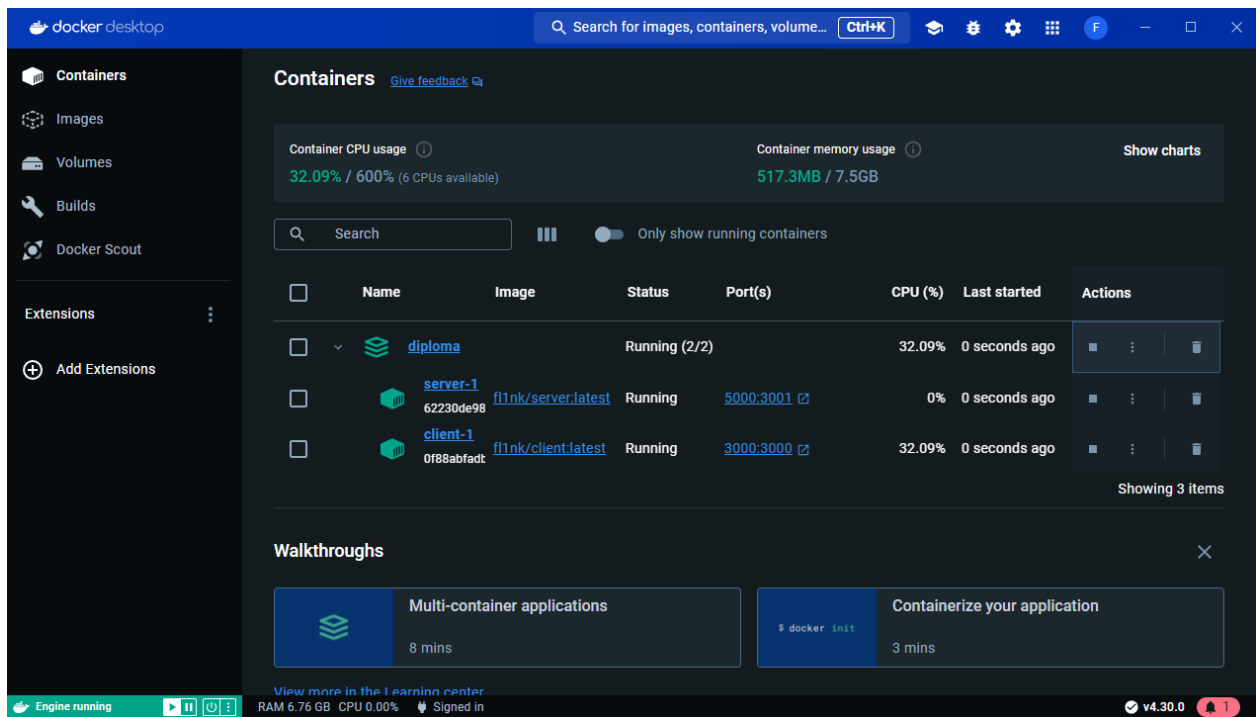 docker desktop Search for images, containers, volume... Ctrl+K F
Containers
Images
Volumes
Builds
Docker Scout
Extensions
Add Extensions
Containers Give feedback
Container CPU usage
32.09% / 600% (6 CPUs available)
Container memory usage
517.3MB / 7.5GB
Show charts
Search Only show running containers
Name Image Status Port(s) CPU (%) Last started Actions
diploma Running (2/2) 32.09% 0 seconds ago
server-1
62230de98
fl1nk/server:latest Running 5000:3001 0% 0 seconds ago
client-1
0f88abfadb
fl1nk/client:latest Running 3000:3000 32.09% 0 seconds ago
Showing 3 items
Walkthroughs
Multi-container applications
8 mins
$ docker init
Containerize your application
3 mins
View more in the Learning center
Engine running RAM 6.76 GB CPU 0.00% Signed in v4.30.0 1